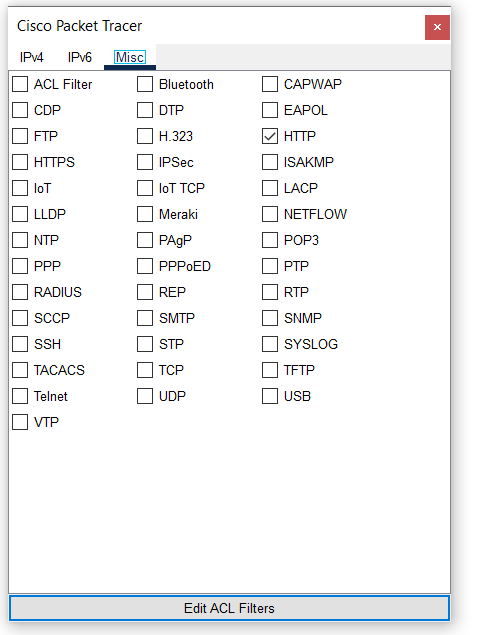 Cisco Packet Tracer
IPv4 IPv6 Misc
ACL Filter Bluetooth CAPWAP
CDP DTP EAPOL
FTP H.323 HTTP
HTTPS IPSec ISAKMP
IoT IoT TCP LACP
LLDP Meraki NETFLOW
NTP PAgP POP3
PPP PPPoED PTP
RADIUS REP RTP
SCCP SMTP SNMP
SSH STP SYSLOG
TACACS TCP TFTP
Telnet UDP USB
VTP
Edit ACL Filters